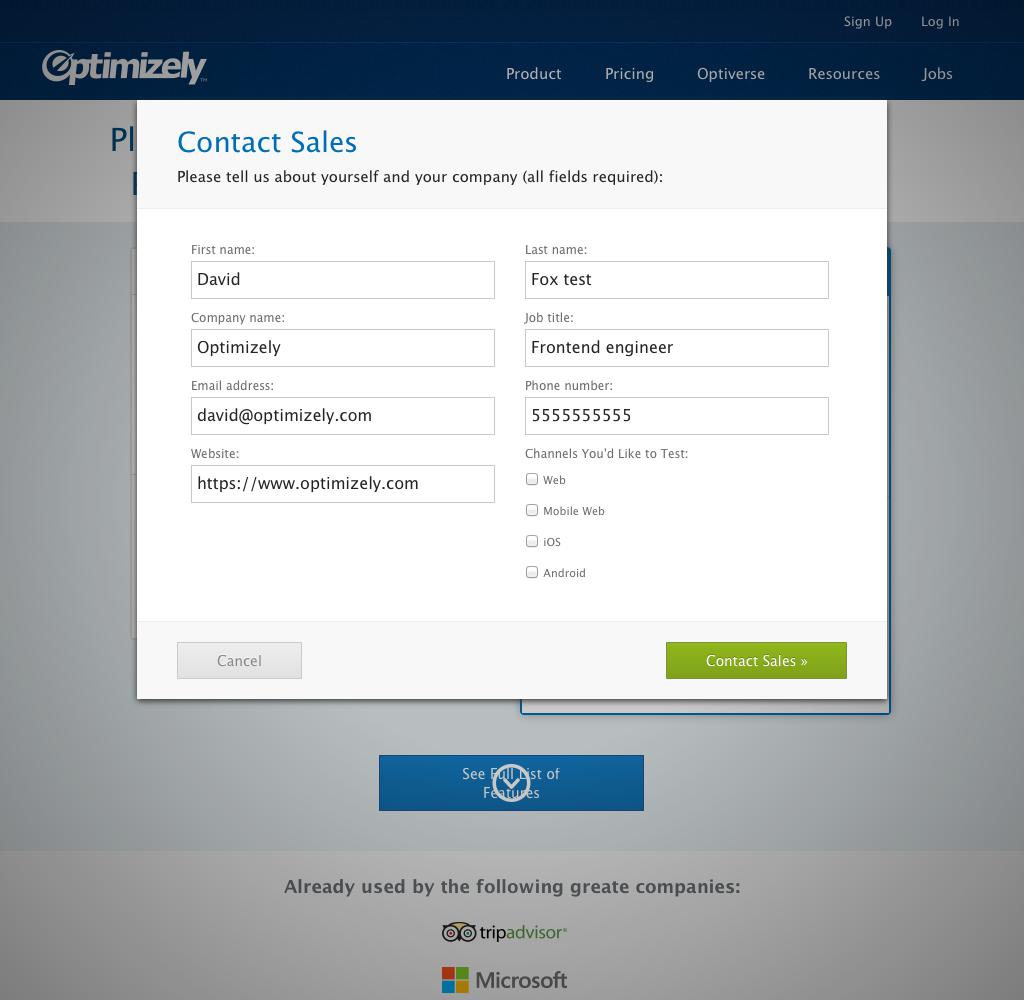 Sign Up Log In
Optimizely™
Product Pricing Optiverse Resources Jobs
Pl
Contact Sales
Please tell us about yourself and your company (all fields required):
First name: Last name:
David Fox test
Company name: Job title:
Optimizely Frontend engineer
Email address: Phone number:
david@optimizely.com 5555555555
Website: Channels You'd Like to Test:
https://www.optimizely.com
Web
Mobile Web
iOS
Android
Cancel Contact Sales »
See Full List of
Features
Already used by the following greate companies:
tripadvisor®
Microsoft